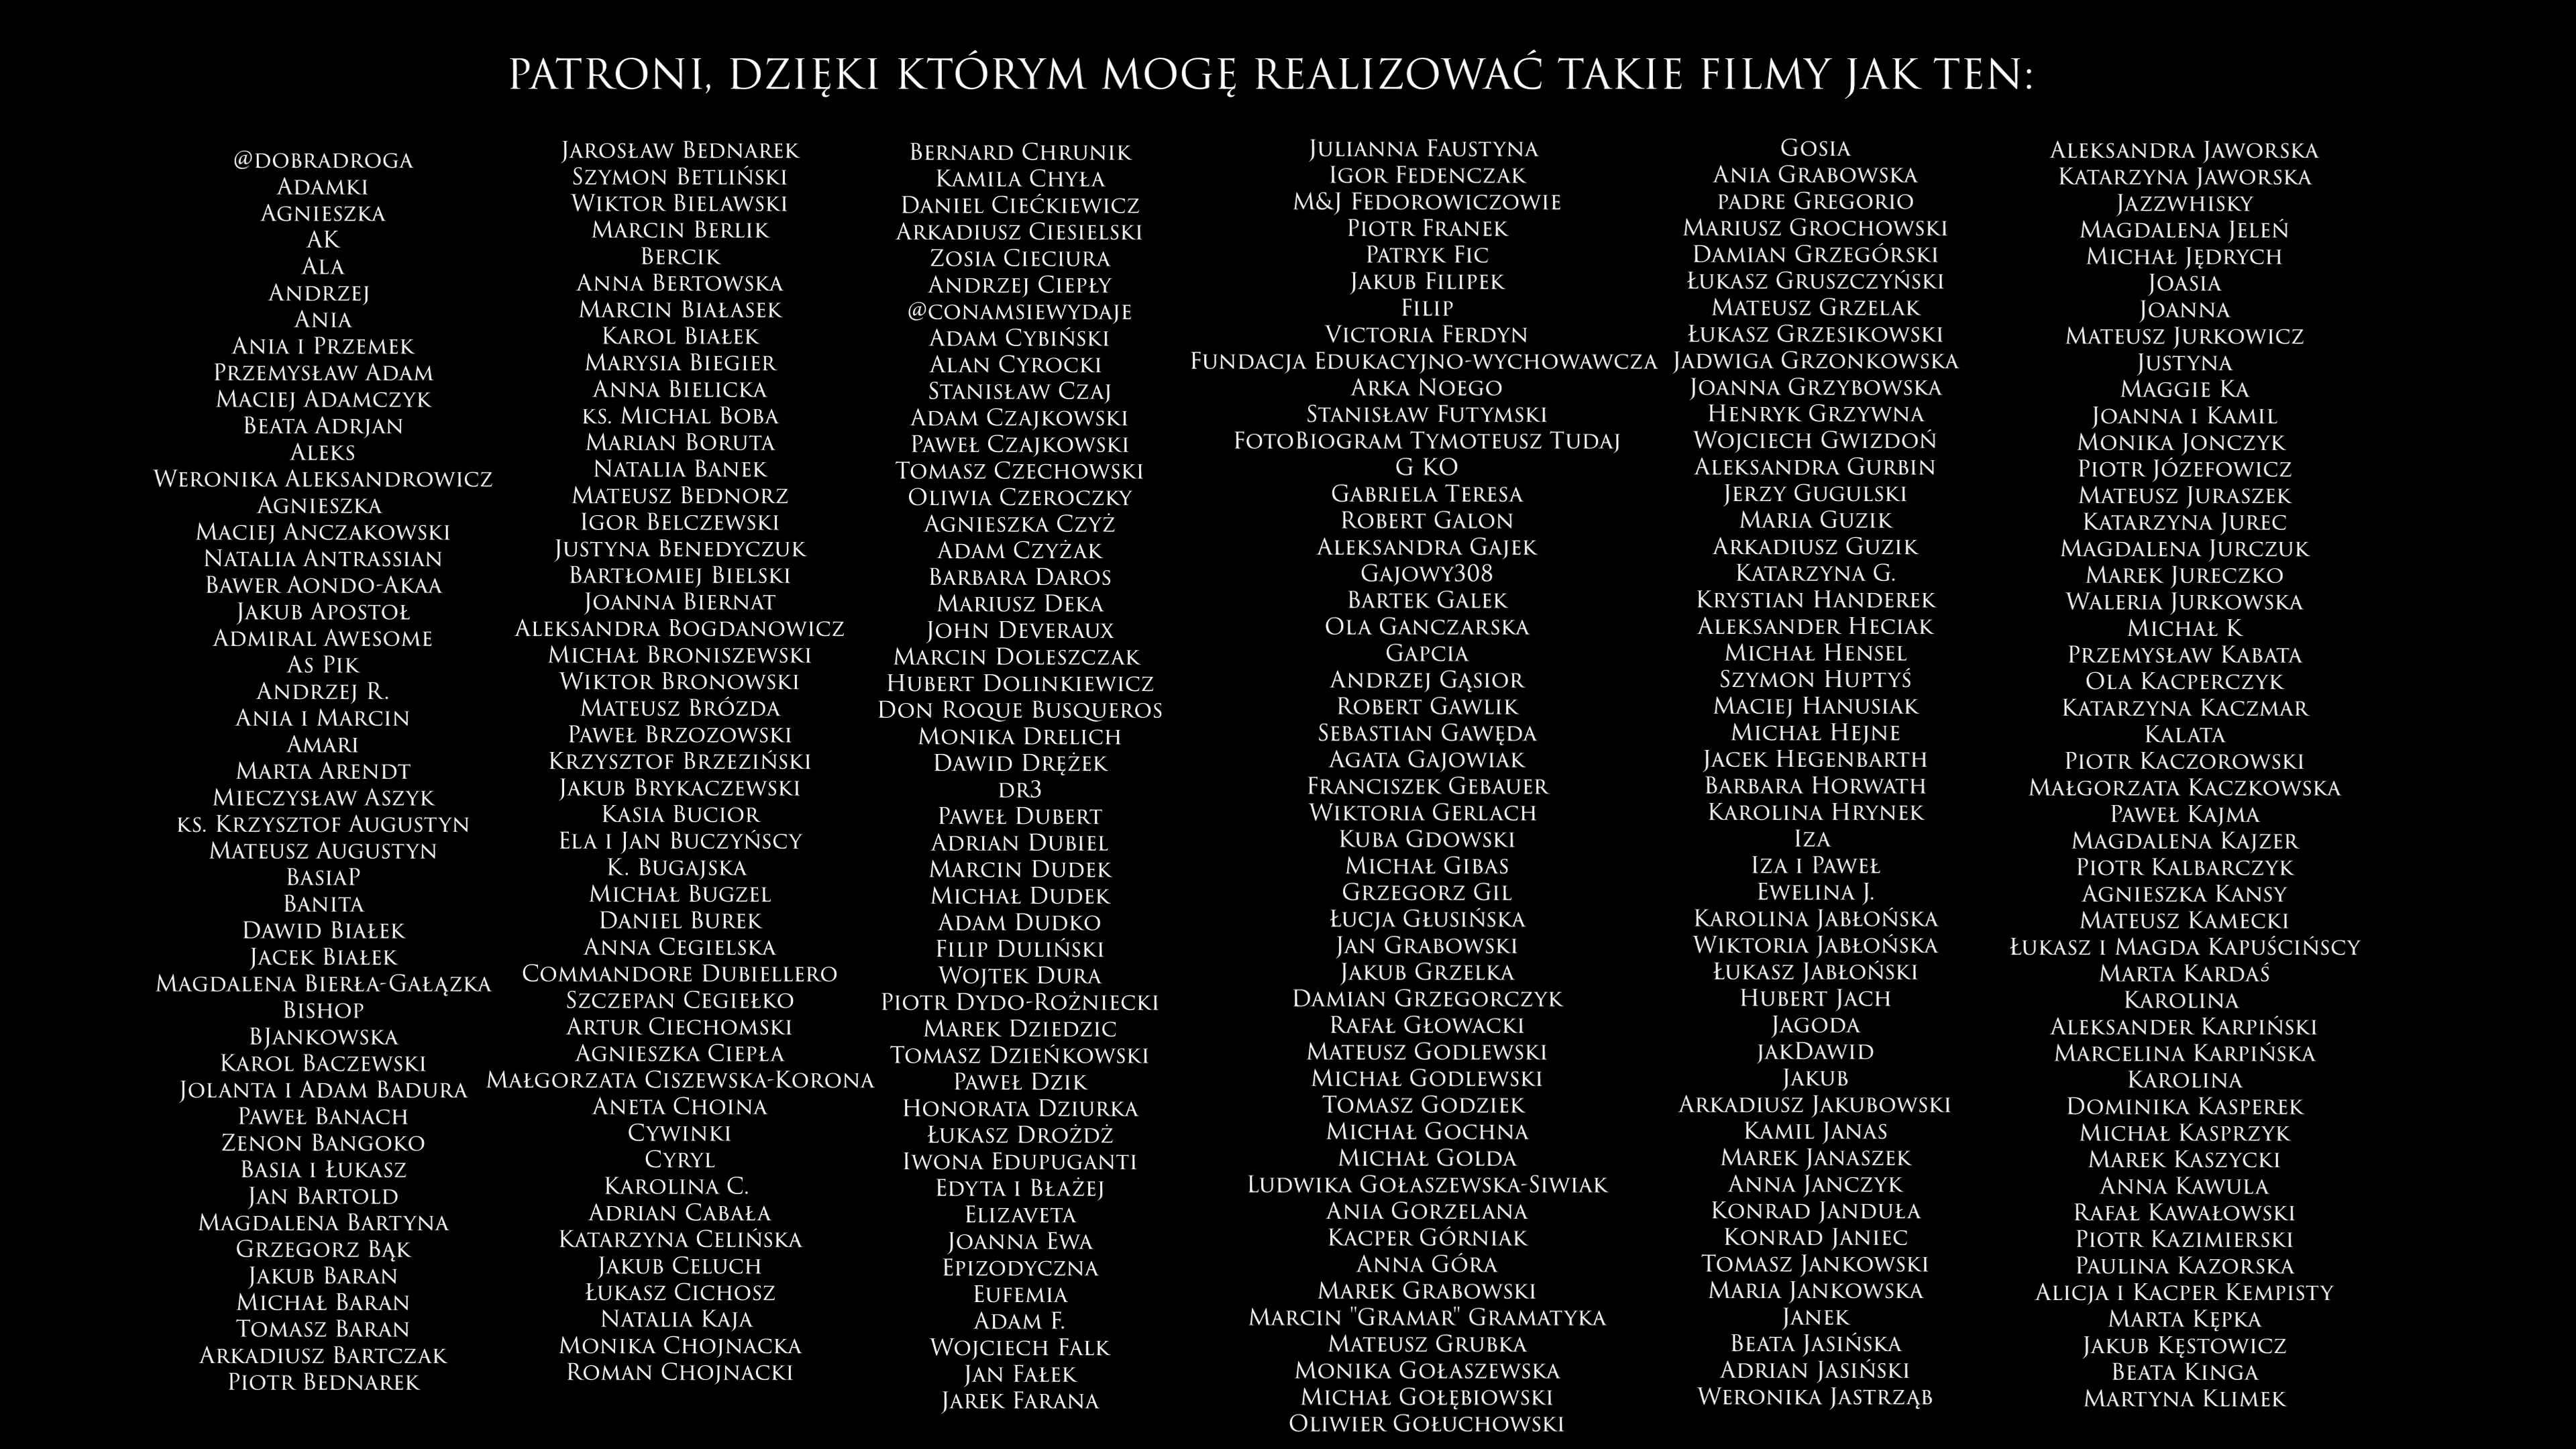 PATRONI, DZIĘKI KTÓRYM MOGĘ REALIZOWAĆ TAKIE FILMY JAK TEN:
@dobradroga
Adamki
Agnieszka
AK
Ala
Andrzej
Ania
Ania i Przemek
Przemysław Adam
Maciej Adamczyk
Beata Adrjan
Aleks
Weronika Aleksandrowicz
Agnieszka
Maciej Anczakowski
Natalia Antrassian
Bawer Aondo-Akaa
Jakub Apostoł
Admiral Awesome
As Pik
Andrzej R.
Ania i Marcin
Amari
Marta Arendt
Mieczysław Aszyk
ks. Krzysztof Augustyn
Mateusz Augustyn
BasiaP
Banita
Dawid Białek
Jacek Białek
Magdalena Bierła-Gałązka
Bishop
BJankowska
Karol Baczewski
Jolanta i Adam Badura
Paweł Banach
Zenon Bangoko
Basia i Łukasz
Jan Bartold
Magdalena Bartyna
Grzegorz Bąk
Jakub Baran
Michał Baran
Tomasz Baran
Arkadiusz Bartczak
Piotr Bednarek
Jarosław Bednarek
Szymon Betliński
Wiktor Bielawski
Marcin Berlik
Bercik
Anna Bertowska
Marcin Białasek
Karol Białek
Marysia Biegier
Anna Bielicka
ks. Michal Boba
Marian Boruta
Natalia Banek
Mateusz Bednorz
Igor Belczewski
Justyna Benedyczuk
Bartłomiej Bielski
Joanna Biernat
Aleksandra Bogdanowicz
Michał Broniszewski
Wiktor Bronowski
Mateusz Brózda
Paweł Brzozowski
Krzysztof Brzeziński
Jakub Brykaczewski
Kasia Bucior
Ela i Jan Buczyńscy
K. Bugajska
Michał Bugzel
Daniel Burek
Anna Cegielska
Commandore Dubiellero
Szczepan Cegiełko
Artur Ciechomski
Agnieszka Ciepła
Małgorzata Ciszewska-Korona
Aneta Choina
Cywinki
Cyryl
Karolina C.
Adrian Cabała
Katarzyna Celińska
Jakub Celuch
Łukasz Cichosz
Natalia Kaja
Monika Chojnacka
Roman Chojnacki
Bernard Chrunik
Kamila Chyła
Daniel Ciećkiewicz
Arkadiusz Ciesielski
Zosia Cieciura
Andrzej Ciepły
@conamsiewydaje
Adam Cybiński
Alan Cyrocki
Stanisław Czaj
Adam Czajkowski
Paweł Czajkowski
Tomasz Czechowski
Oliwia Czeroczky
Agnieszka Czyż
Adam Czyżak
Barbara Daros
Mariusz Deka
John Deveraux
Marcin Doleszczak
Hubert Dolinkiewicz
Don Roque Busqueros
Monika Drelich
Dawid Drężek
dr3
Paweł Dubert
Adrian Dubiel
Marcin Dudek
Michał Dudek
Adam Dudko
Filip Duliński
Wojtek Dura
Piotr Dydo-Rożniecki
Marek Dziedzic
Tomasz Dzieńkowski
Paweł Dzik
Honorata Dziurka
Łukasz Drożdż
Iwona Edupuganti
Edyta i Błażej
Elizaveta
Joanna Ewa
Epizodyczna
Eufemia
Adam F.
Wojciech Falk
Jan Fałek
Jarek Farana
Julianna Faustyna
Igor Fedenczak
M&J Fedorowiczowie
Piotr Franek
Patryk Fic
Jakub Filipek
Filip
Victoria Ferdyn
Fundacja Edukacyjno-wychowawcza
Arka Noego
Stanisław Futymski
FotoBiogram Tymoteusz Tudaj
G KO
Gabriela Teresa
Robert Galon
Aleksandra Gajek
Gajowy308
Bartek Galek
Ola Ganczarska
Gapcia
Andrzej Gąsior
Robert Gawlik
Sebastian Gawęda
Agata Gajowiak
Franciszek Gebauer
Wiktoria Gerlach
Kuba Gdowski
Michał Gibas
Grzegorz Gil
Łucja Głusińska
Jan Grabowski
Jakub Grzelka
Damian Grzegorczyk
Rafał Głowacki
Mateusz Godlewski
Michał Godlewski
Tomasz Godziek
Michał Gochna
Michał Golda
Ludwika Gołaszewska-Siwiak
Ania Gorzelana
Kacper Górniak
Anna Góra
Marek Grabowski
Marcin "Gramar" Gramatyka
Mateusz Grubka
Monika Gołaszewska
Michał Gołębiowski
Oliwier Gołuchowski
Gosia
Ania Grabowska
padre Gregorio
Mariusz Grochowski
Damian Grzegórski
Łukasz Gruszczyński
Mateusz Grzelak
Łukasz Grzesikowski
Jadwiga Grzonkowska
Joanna Grzybowska
Henryk Grzywna
Wojciech Gwizdoń
Aleksandra Gurbin
Jerzy Gugulski
Maria Guzik
Arkadiusz Guzik
Katarzyna G.
Krystian Handerek
Aleksander Heciak
Michał Hensel
Szymon Huptyś
Maciej Hanusiak
Michał Hejne
Jacek Hegenbarth
Barbara Horwath
Karolina Hrynek
Iza
Iza i Paweł
Ewelina J.
Karolina Jabłońska
Wiktoria Jabłońska
Łukasz Jabłoński
Hubert Jach
Jagoda
jakDawid
Jakub
Arkadiusz Jakubowski
Kamil Janas
Marek Janaszek
Anna Janczyk
Konrad Janduła
Konrad Janiec
Tomasz Jankowski
Maria Jankowska
Janek
Beata Jasińska
Adrian Jasiński
Weronika Jastrząb
Aleksandra Jaworska
Katarzyna Jaworska
Jazzwhisky
Magdalena Jeleń
Michał Jędrych
Joasia
Joanna
Mateusz Jurkowicz
Justyna
Maggie Ka
Joanna i Kamil
Monika Jonczyk
Piotr Józefowicz
Mateusz Juraszek
Katarzyna Jurec
Magdalena Jurczuk
Marek Jureczko
Waleria Jurkowska
Michał K
Przemysław Kabata
Ola Kacperczyk
Katarzyna Kaczmar
Kalata
Piotr Kaczorowski
Małgorzata Kaczkowska
Paweł Kajma
Magdalena Kajzer
Piotr Kalbarczyk
Agnieszka Kansy
Mateusz Kamecki
Łukasz i Magda Kapuścińscy
Marta Kardaś
Karolina
Aleksander Karpiński
Marcelina Karpińska
Karolina
Dominika Kasperek
Michał Kasprzyk
Marek Kaszycki
Anna Kawula
Rafał Kawałowski
Piotr Kazimierski
Paulina Kazorska
Alicja i Kacper Kempisty
Marta Kępka
Jakub Kęstowicz
Beata Kinga
Martyna Klimek